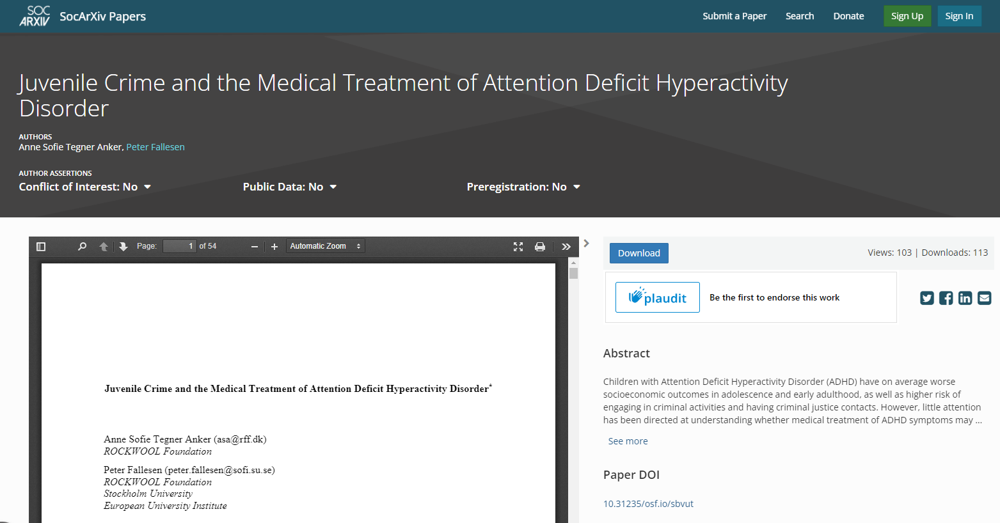 SOC
ARXIV
SocArXiv Papers
Submit a Paper
Search
Donate
Sign Up
Sign In
Juvenile Crime and the Medical Treatment of Attention Deficit Hyperactivity
Disorder
AUTHORS
Anne Sofie Tegner Anker, Peter Fallesen
AUTHOR ASSERTIONS
Conflict of Interest: No
Public Data: No
Preregistration: No
Page: 1 of 54
Automatic Zoom
Juvenile Crime and the Medical Treatment of Attention Deficit Hyperactivity Disorder*
Anne Sofie Tegner Anker (asa@rff.dk)
ROCKWOOL Foundation
Peter Fallesen (peter.fallesen@sofi.su.se)
ROCKWOOL Foundation
Stockholm University
European University Institute
Download
Views: 103 | Downloads: 113
plaudit
Be the first to endorse this work
Abstract
Children with Attention Deficit Hyperactivity Disorder (ADHD) have on average worse
socioeconomic outcomes in adolescence and early adulthood, as well as higher risk of
engaging in criminal activities and having criminal justice contacts. However, little attention
has been directed at understanding whether medical treatment of ADHD symptoms may ...
See more
Paper DOI
10.31235/osf.io/sbvut